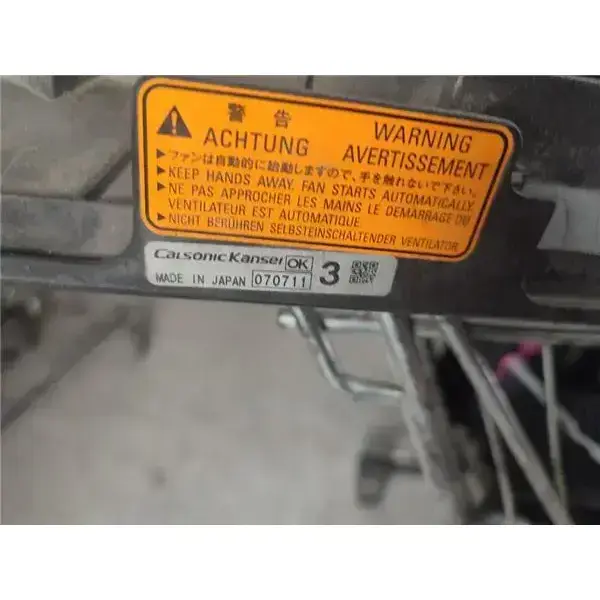 警告
WARNING
ACHTUNG
AVERTISSEMENT
▶ファンは自動的に始動しますので、手を触れないで下さい。
▶KEEP HANDS AWAY. FAN STARTS AUTOMATICALLY.
▶NE PAS APPROCHER LES MAINS LE DEMARRAGE DU
VENTILATEUR EST AUTOMATIQUE.
▶NICHT BERÜHREN SELBSTEINSCHALTENDER VENTILATOR
CalsonicKansei OK 3
MADE IN JAPAN 070711